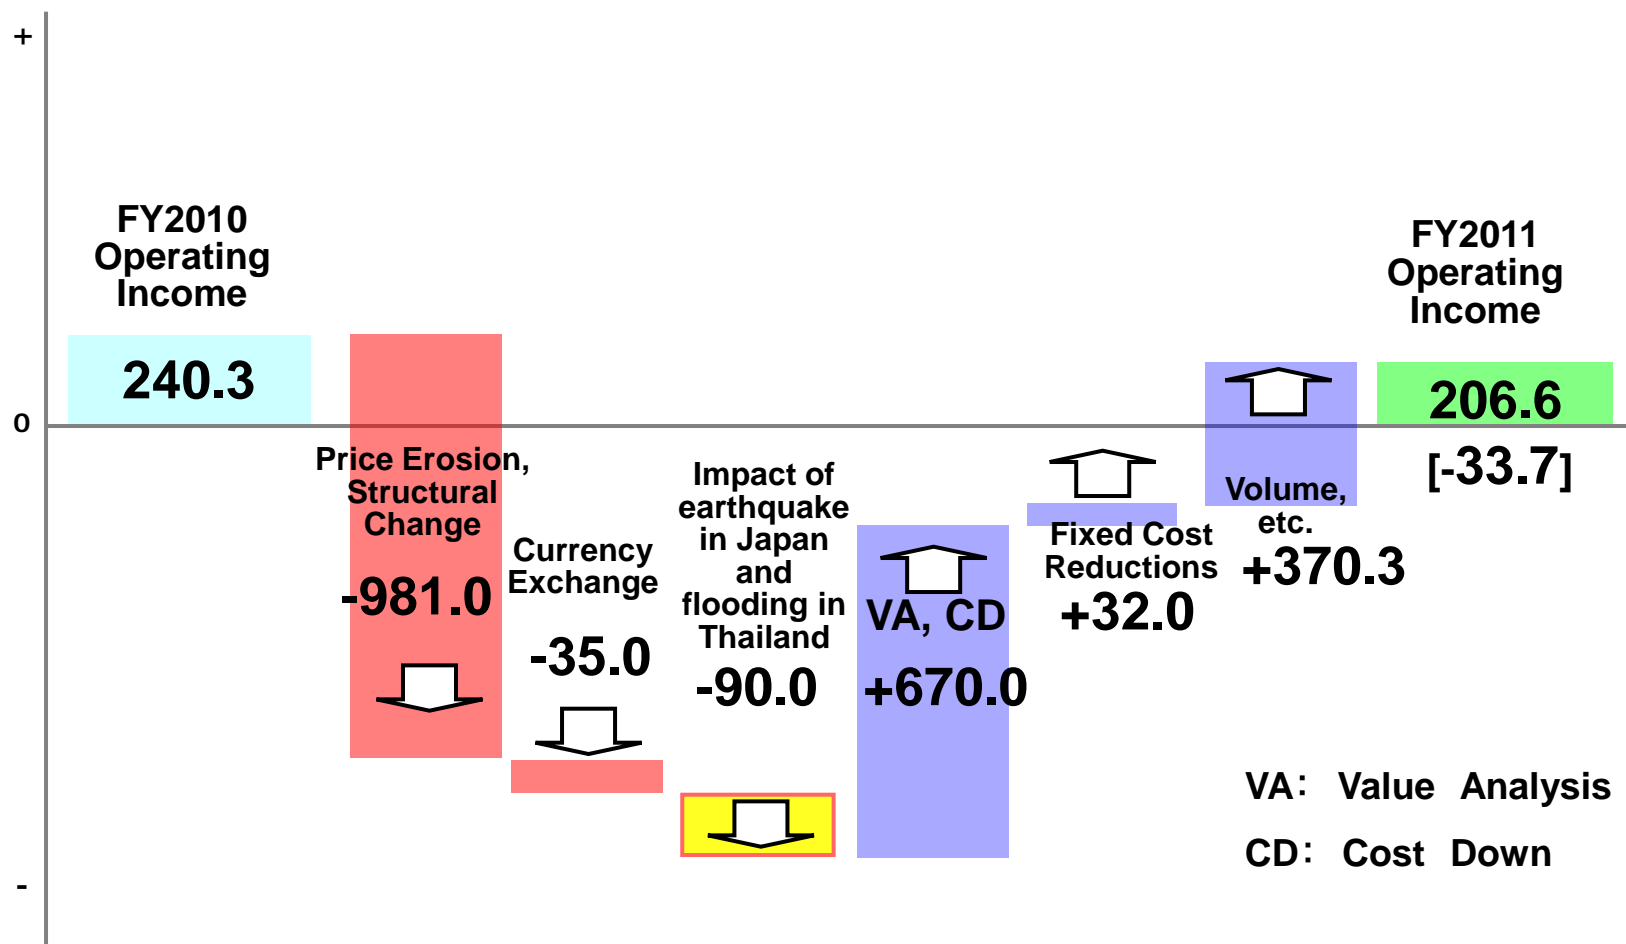 +
FY2010
Operating
Income
240.3
0
Price Erosion,
Structural
Change
-981.0
Currency
Exchange
-35.0
Impact of
earthquake
in Japan
and
flooding in
Thailand
-90.0
VA, CD
+670.0
Fixed Cost
Reductions
+32.0
Volume,
etc.
+370.3
FY2011
Operating
Income
206.6
[-33.7]
VA: Value Analysis
CD: Cost Down
-